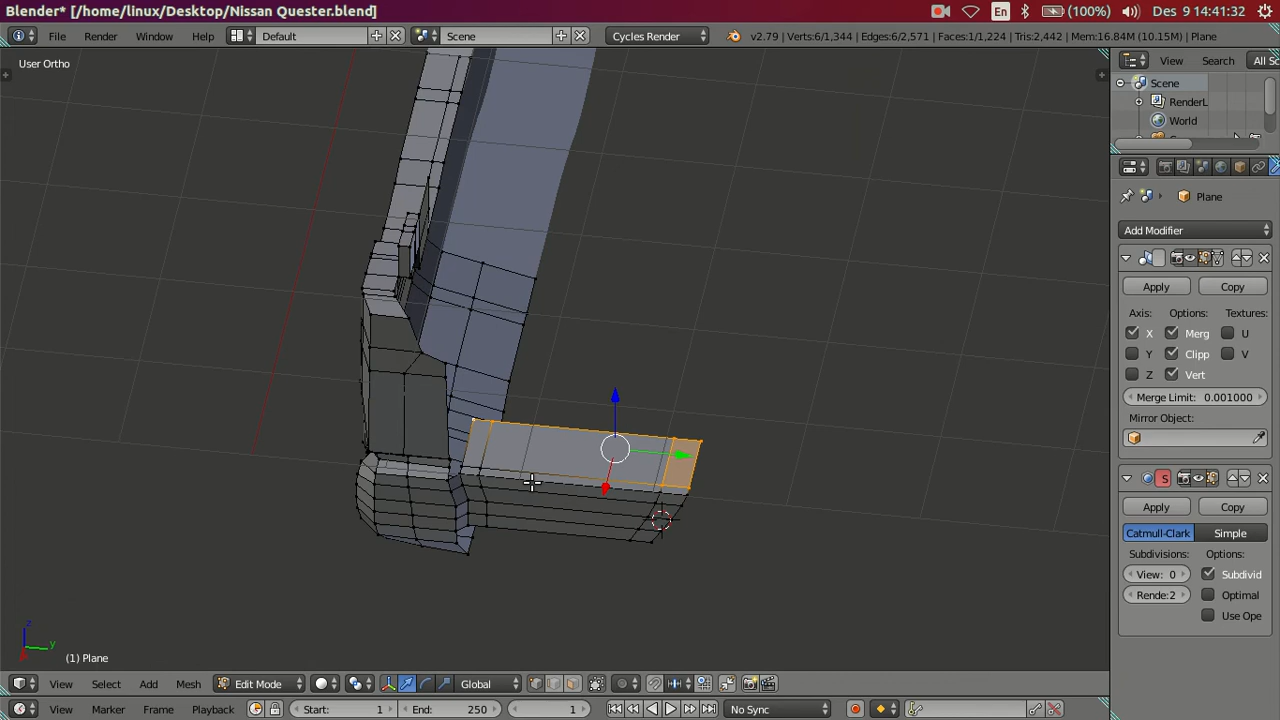 Blender* [/home/linux/Desktop/Nissan Quester.blend]
En
(100%)
Des 9 14:41:32
File
Render
Window
Help
Default
Scene
Cycles Render
v2.79 | Verts:6/1,344 | Edges:6/2,571 | Faces:1/1,224 | Tris:2,442 | Mem:16.84M (10.15M) | Plane
User Ortho
View
Search
All Sc
Scene
RenderL
World
Plane
Add Modifier
Apply
Copy
Axis:
Options:
Textures:
X
Merg
U
Y
Clipp
V
Z
Vert
Merge Limit: 0.001000
Mirror Object:
S
Apply
Copy
Catmull-Clark
Simple
Subdivisions:
Options:
View: 0
Subdivid
Rende:2
Optimal
Use Ope
z
y
(1) Plane
View
Select
Add
Mesh
Edit Mode
Global
View
Marker
Frame
Playback
Start: 1
End: 250
1
No Sync